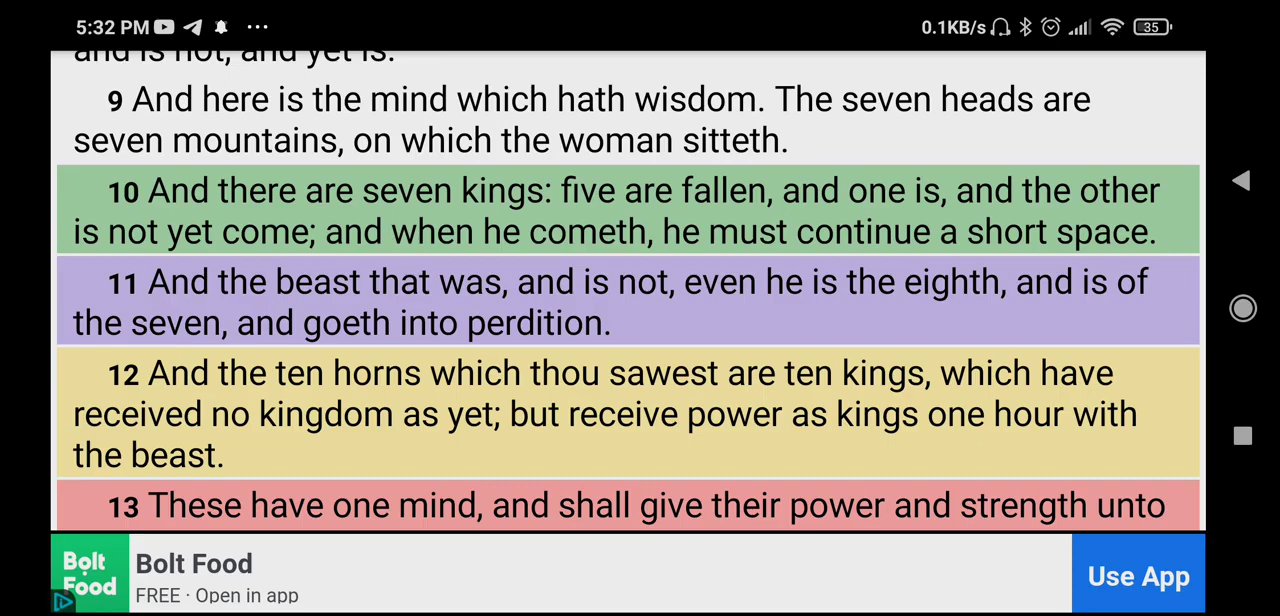 5:32 PM
0.1KB/s
35
and is not, and yet is.
9 And here is the mind which hath wisdom. The seven heads are
seven mountains, on which the woman sitteth.
10 And there are seven kings: five are fallen, and one is, and the other
is not yet come; and when he cometh, he must continue a short space.
11 And the beast that was, and is not, even he is the eighth, and is of
the seven, and goeth into perdition.
12 And the ten horns which thou sawest are ten kings, which have
received no kingdom as yet; but receive power as kings one hour with
the beast.
13 These have one mind, and shall give their power and strength unto
Bolt
Food
Bolt Food
FREE · Open in app
Use App